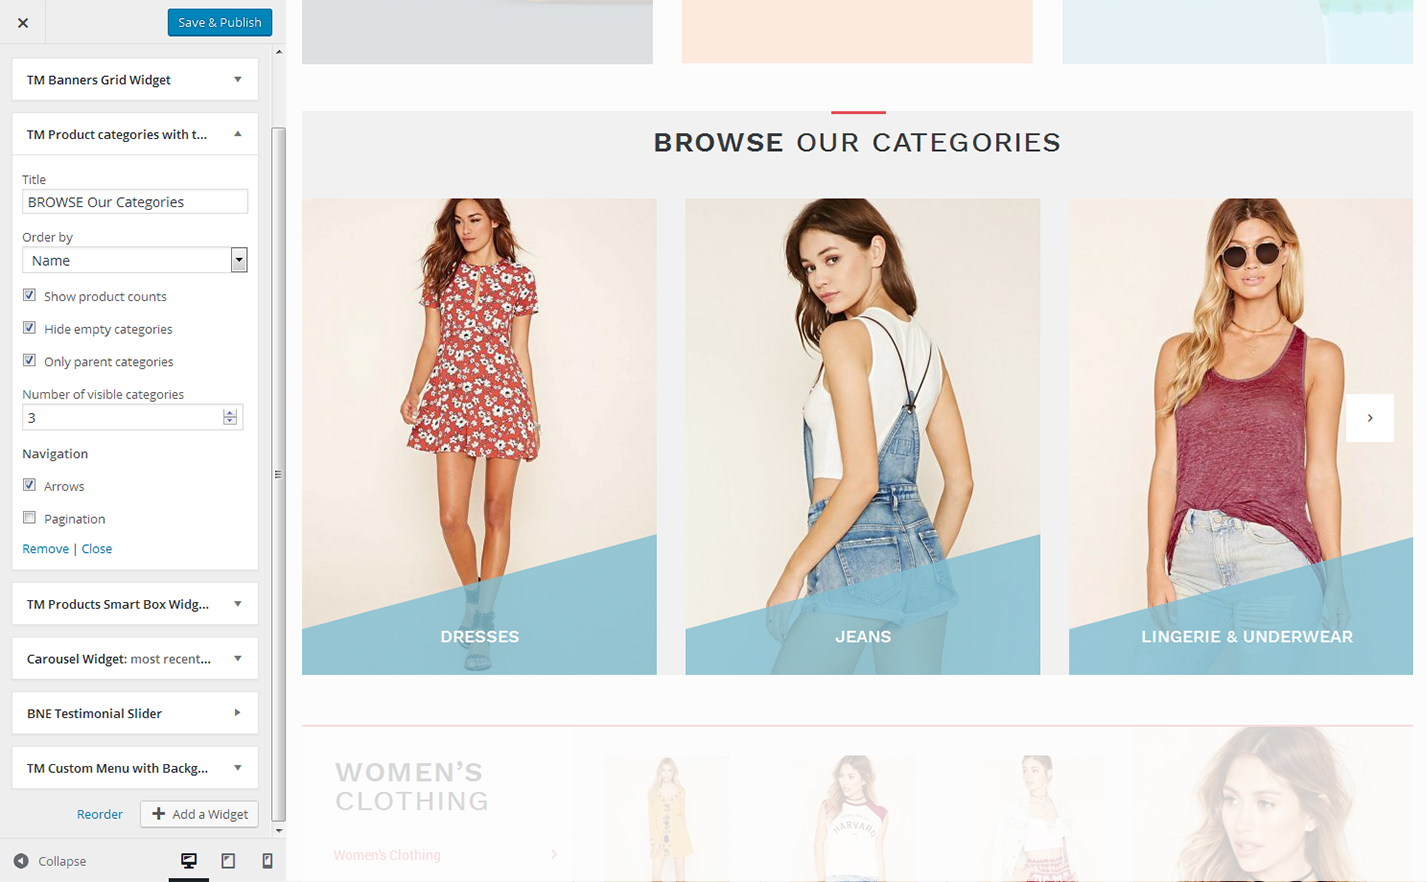 Save & Publish
TM Banners Grid Widget
TM Product categories with t...
Title
BROWSE Our Categories
Order by
Name
Show product counts
Hide empty categories
Only parent categories
Number of visible categories
3
Navigation
Arrows
Pagination
Remove | Close
TM Products Smart Box Widg...
Carousel Widget: most recent...
BNE Testimonial Slider
TM Custom Menu with Backg...
Reorder
Add a Widget
Collapse
BROWSE OUR CATEGORIES
DRESSES
JEANS
LINGERIE & UNDERWEAR
WOMEN’S
CLOTHING
Women's Clothing
HARVARD